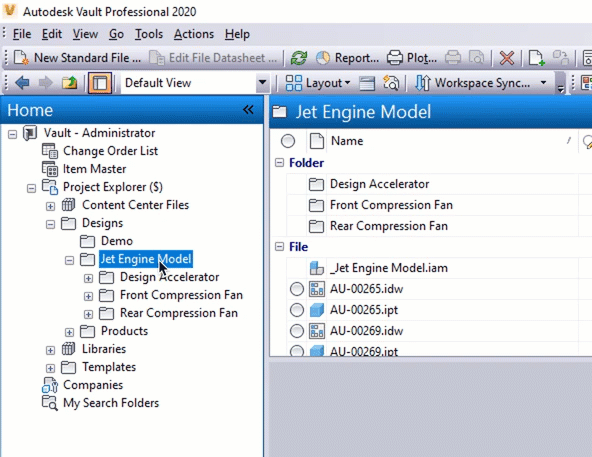 Autodesk Vault Professional 2020
File Edit View Go Tools Actions Help
New Standard File ... Edit File Datasheet ... Report... Plot...
Default View Layout Workspace Sync...
Home
Vault - Administrator
Change Order List
Item Master
Project Explorer ($)
Content Center Files
Designs
Demo
Jet Engine Model
Design Accelerator
Front Compression Fan
Rear Compression Fan
Products
Libraries
Templates
Companies
My Search Folders
Jet Engine Model
Name
Folder
Design Accelerator
Front Compression Fan
Rear Compression Fan
File
_Jet Engine Model.iam
AU-00265.idw
AU-00265.ipt
AU-00269.idw
AU-00269.ipt